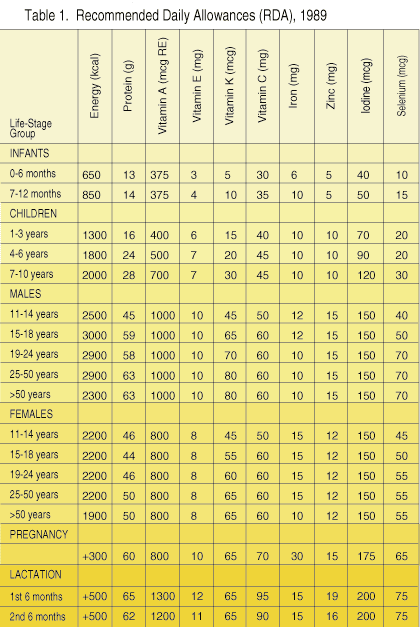 Table 1. Recommended Daily Allowances (RDA), 1989
Life-Stage Group Energy (kcal) Protein (g) Vitamin A (mcg RE) Vitamin E (mg) Vitamin K (mcg) Vitamin C (mg) Iron (mg) Zinc (mg) Iodine (mcg) Selenium (mcg)
INFANTS
0-6 months 650 13 375 3 5 30 6 5 40 10
7-12 months 850 14 375 4 10 35 10 5 50 15
CHILDREN
1-3 years 1300 16 400 6 15 40 10 10 70 20
4-6 years 1800 24 500 7 20 45 10 10 90 20
7-10 years 2000 28 700 7 30 45 10 10 120 30
MALES
11-14 years 2500 45 1000 10 45 50 12 15 150 40
15-18 years 3000 59 1000 10 65 60 12 15 150 50
19-24 years 2900 58 1000 10 70 60 10 15 150 70
25-50 years 2900 63 1000 10 80 60 10 15 150 70
>50 years 2300 63 1000 10 80 60 10 15 150 70
FEMALES
11-14 years 2200 46 800 8 45 50 15 12 150 45
15-18 years 2200 44 800 8 55 60 15 12 150 50
19-24 years 2200 46 800 8 60 60 15 12 150 55
25-50 years 2200 50 800 8 65 60 15 12 150 55
>50 years 1900 50 800 8 65 60 10 12 150 55
PREGNANCY
+300 60 800 10 65 70 30 15 175 65
LACTATION
1st 6 months +500 65 1300 12 65 95 15 19 200 75
2nd 6 months +500 62 1200 11 65 90 15 16 200 75